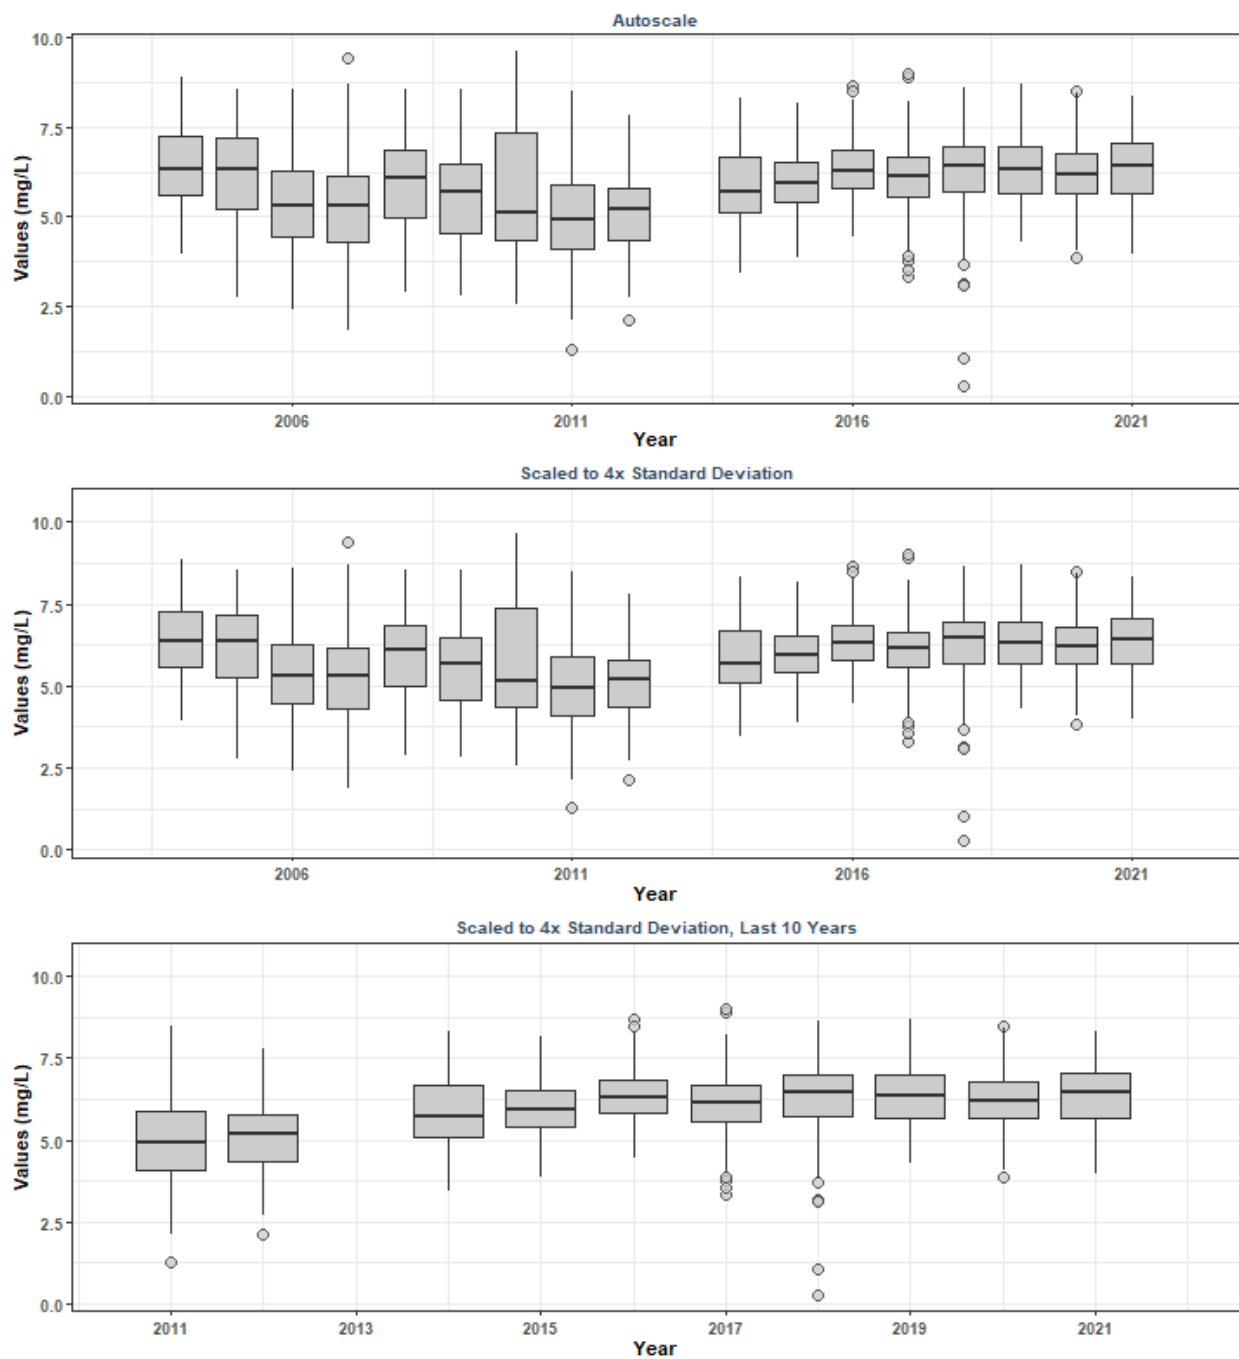 Autoscale
10.0
7.5
5.0
2.5
0.0
Values (mg/L)
2006 2011 2016 2021
Year
Scaled to 4x Standard Deviation
10.0
7.5
5.0
2.5
0.0
Values (mg/L)
2006 2011 2016 2021
Year
Scaled to 4x Standard Deviation, Last 10 Years
10.0
7.5
5.0
2.5
0.0
Values (mg/L)
2011 2013 2015 2017 2019 2021
Year